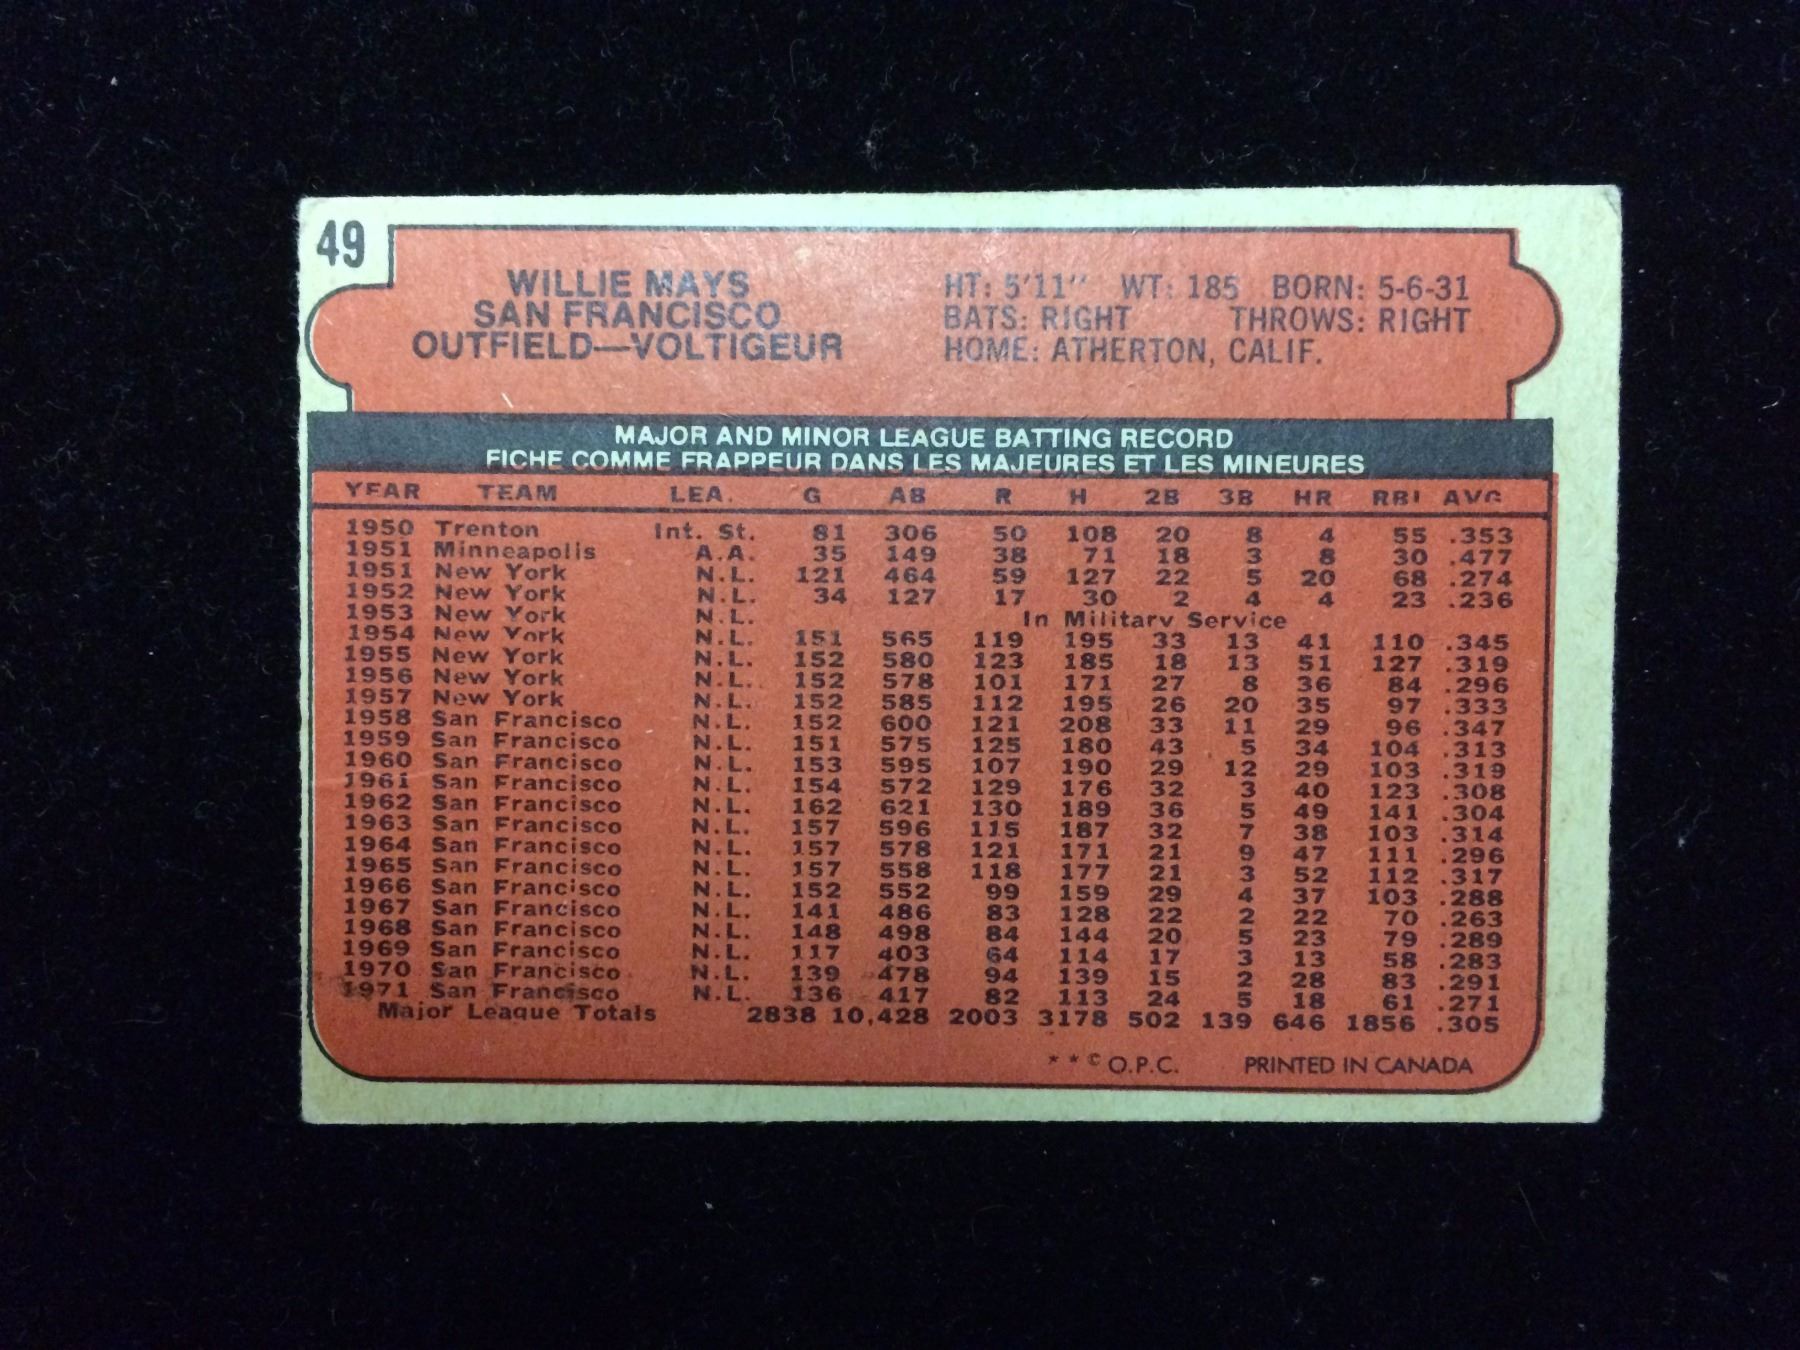 49
WILLIE MAYS
SAN FRANCISCO
OUTFIELD—VOLTIGEUR
HT: 5'11" WT: 185 BORN: 5-6-31
BATS: RIGHT THROWS: RIGHT
HOME: ATHERTON, CALIF.
MAJOR AND MINOR LEAGUE BATTING RECORD
FICHE COMME FRAPPEUR DANS LES MAJEURES ET LES MINEURES
YEAR TEAM LEA. G AB R H 2B 3B HR RBI AVG
1950 Trenton Int. St. 81 306 50 108 20 8 4 55 .353
1951 Minneapolis A.A. 35 149 38 71 18 3 8 30 .477
1951 New York N.L. 121 464 59 127 22 5 20 68 .274
1952 New York N.L. 34 127 17 30 2 4 4 23 .236
1953 New York N.L. In Military Service
1954 New York N.L. 151 565 119 195 33 13 41 110 .345
1955 New York N.L. 152 580 123 185 18 13 51 127 .319
1956 New York N.L. 152 578 101 171 27 8 36 84 .296
1957 New York N.L. 152 585 112 195 26 20 35 97 .333
1958 San Francisco N.L. 152 600 121 208 33 11 29 96 .347
1959 San Francisco N.L. 151 575 125 180 43 5 34 104 .313
1960 San Francisco N.L. 153 595 107 190 29 12 29 103 .319
1961 San Francisco N.L. 154 572 129 176 32 3 40 123 .308
1962 San Francisco N.L. 162 621 130 189 36 5 49 141 .304
1963 San Francisco N.L. 157 596 115 187 32 7 38 103 .314
1964 San Francisco N.L. 157 578 121 171 21 9 47 111 .296
1965 San Francisco N.L. 157 558 118 177 21 3 52 112 .317
1966 San Francisco N.L. 152 552 99 159 29 4 37 103 .288
1967 San Francisco N.L. 141 486 83 128 22 2 22 70 .263
1968 San Francisco N.L. 148 498 84 144 20 5 23 79 .289
1969 San Francisco N.L. 117 403 64 114 17 3 13 58 .283
1970 San Francisco N.L. 139 478 94 139 15 2 28 83 .291
1971 San Francisco N.L. 136 417 82 113 24 5 18 61 .271
Major League Totals 2838 10,428 2003 3178 502 139 646 1856 .305
* * © O.P.C. PRINTED IN CANADA